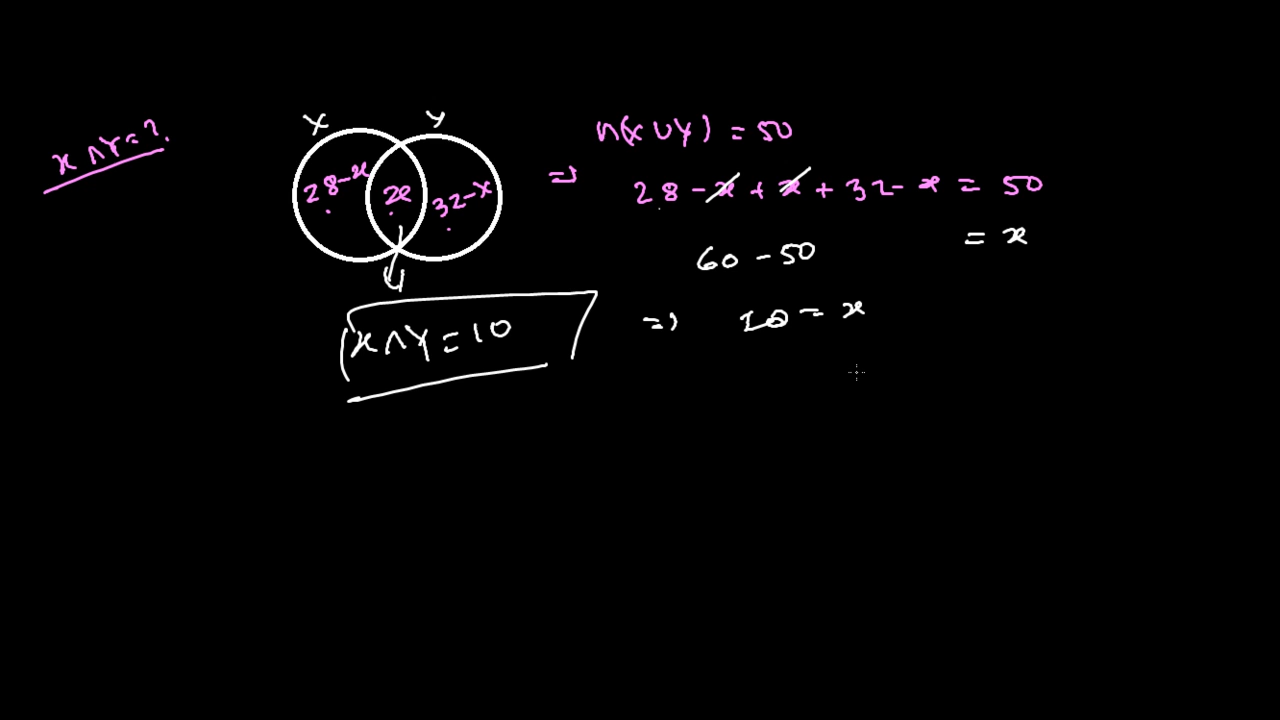 x ∩ Y = ?
X Y
28-x x 32-x
⇒ n(X ∪ Y) = 50
28 - x + x + 32 - x = 50
60 - 50 = x
⇒ 10 = x
X ∩ Y = 10